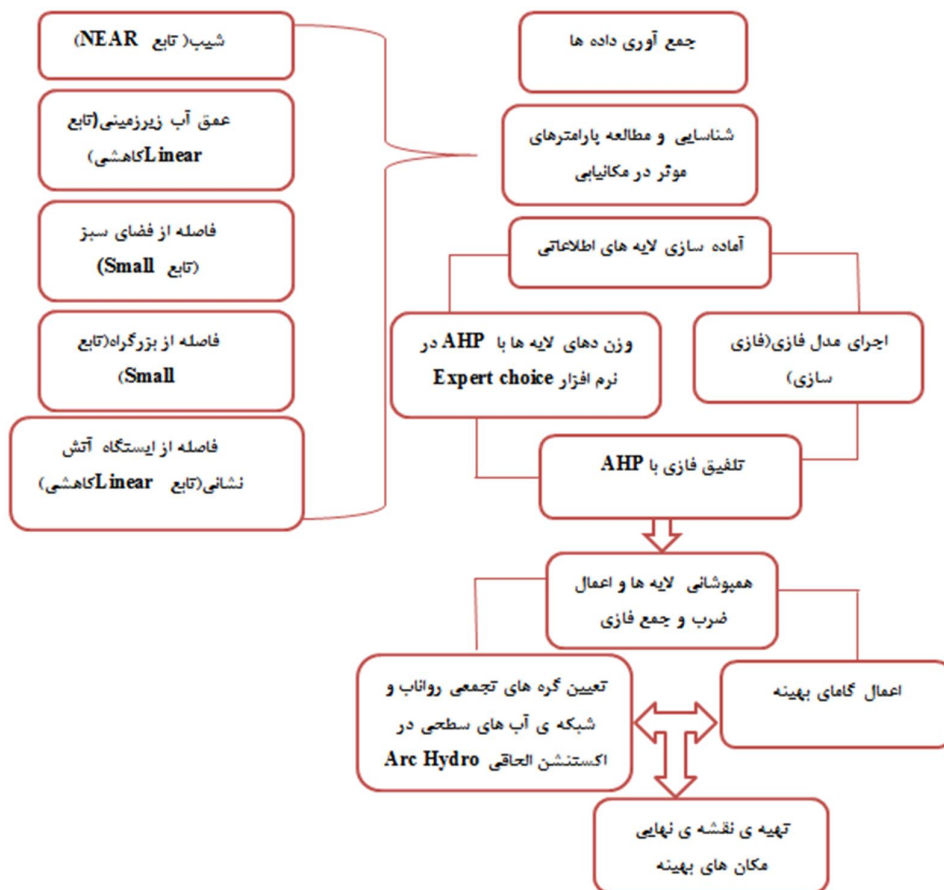 جمع آوری داده ها
شناسایی و مطالعه پارامترهای
موثر در مکانیابی
شیب( تابع NEAR)
عمق آب زیرزمینی(تابع
Linearکاهشی)
فاصله از فضای سبز
(تابع Small)
فاصله از بزرگراه(تابع
Small)
فاصله از ایستگاه آتش
نشانی(تابع Linearکاهشی)
آماده سازی لایه های اطلاعاتی
اجرای مدل فازی(فازی
سازی)
وزن دهای لایه ها با AHP در
نرم افزار Expert choice
تلفیق فازی با AHP
همپوشانی لایه ها و اعمال
ضرب و جمع فازی
اعمال گامای بهینه
تعیین گره های تجمعی رواناب و
شبکه ی آب های سطحی در
اکستنشن الحاقی Arc Hydro
تهیه ی نقشه ی نهایی
مکان های بهینه